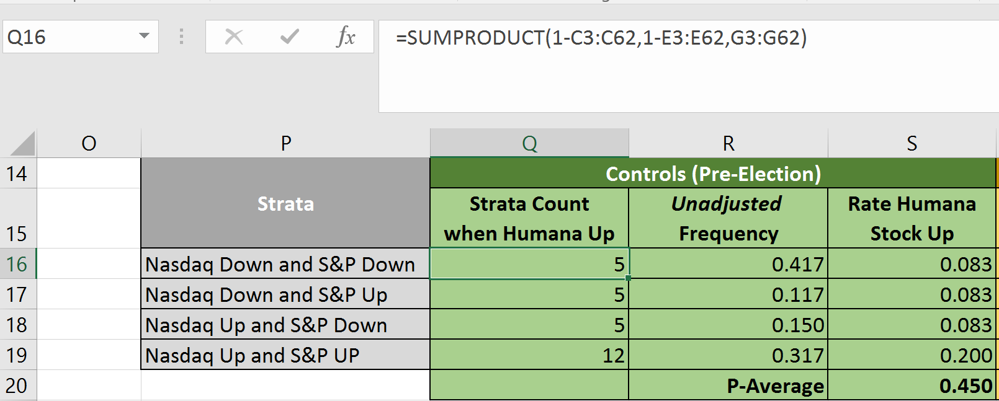 Q16 fx =SUMPRODUCT(1-C3:C62,1-E3:E62,G3:G62)
O P Q R S
14 Controls (Pre-Election)
Strata Strata Count Unadjusted Rate Humana
15 when Humana Up Frequency Stock Up
16 Nasdaq Down and S&P Down 5 0.417 0.083
17 Nasdaq Down and S&P Up 5 0.117 0.083
18 Nasdaq Up and S&P Down 5 0.150 0.083
19 Nasdaq Up and S&P UP 12 0.317 0.200
20 P-Average 0.450